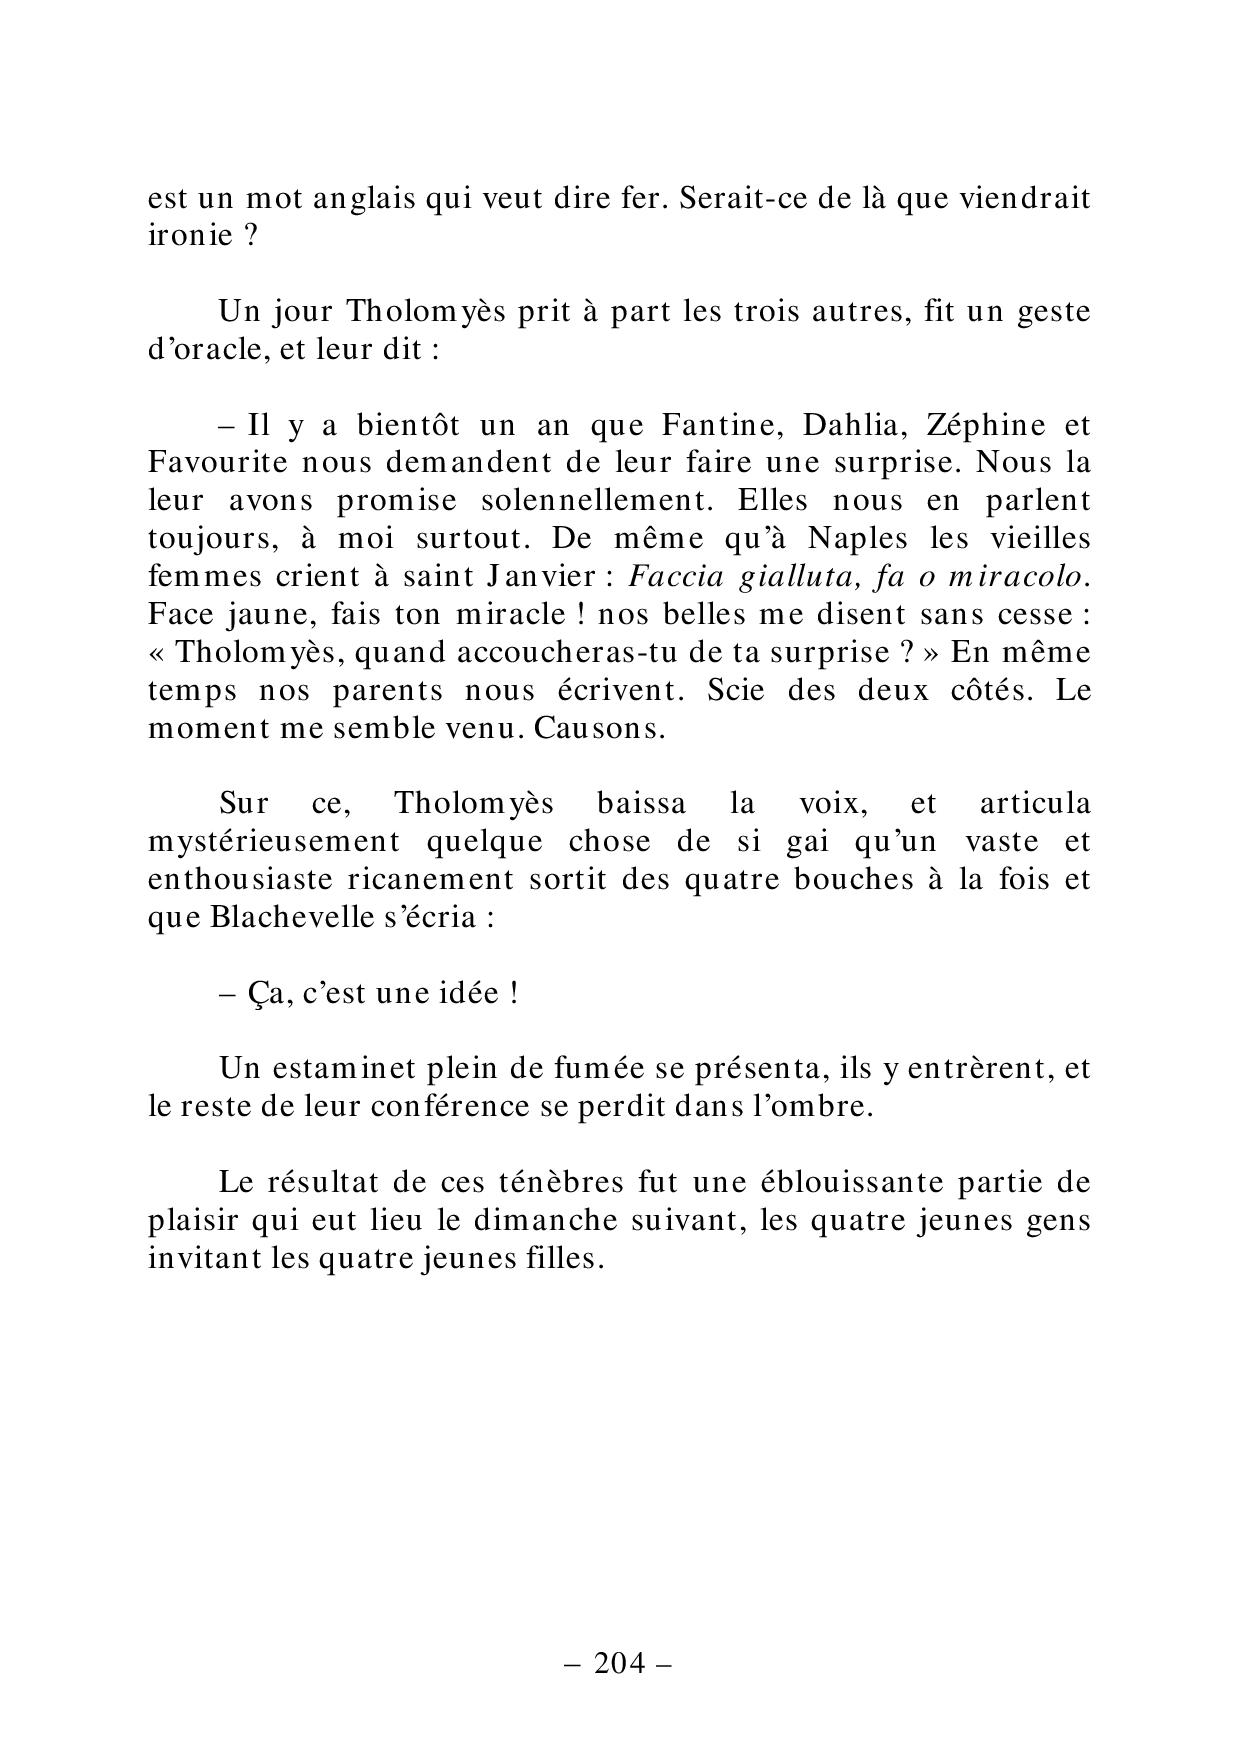 est un mot anglais qui veut dire fer. Serait-ce de là que viendrait
ironie ?
Un jour Tholomyès prit à part les trois autres, fit un geste
d’oracle, et leur dit :
– Il y a bientôt un an que Fantine, Dahlia, Zéphine et
Favourite nous demandent de leur faire une surprise. Nous la
leur avons promise solennellement. Elles nous en parlent
toujours, à moi surtout. De même qu’à Naples les vieilles
femmes crient à saint Janvier : Faccia gialluta, fa o miracolo.
Face jaune, fais ton miracle ! nos belles me disent sans cesse :
« Tholomyès, quand accoucheras-tu de ta surprise ? » En même
temps nos parents nous écrivent. Scie des deux côtés. Le
moment me semble venu. Causons.
Sur ce, Tholomyès baissa la voix, et articula
mystérieusement quelque chose de si gai qu’un vaste et
enthousiaste ricanement sortit des quatre bouches à la fois et
que Blachevelle s’écria :
– Ça, c’est une idée !
Un estaminet plein de fumée se présenta, ils y entrèrent, et
le reste de leur conférence se perdit dans l’ombre.
Le résultat de ces ténèbres fut une éblouissante partie de
plaisir qui eut lieu le dimanche suivant, les quatre jeunes gens
invitant les quatre jeunes filles.
– 204 –